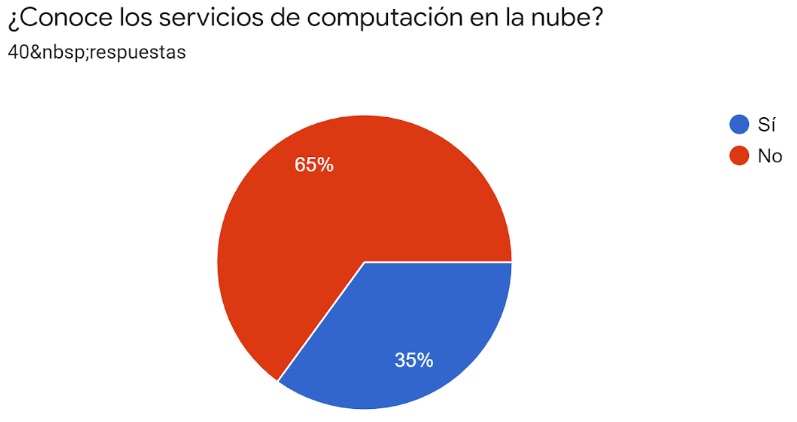 ¿Conoce los servicios de computación en la nube?
40&nbsp;respuestas
Sí
No
65%
35%